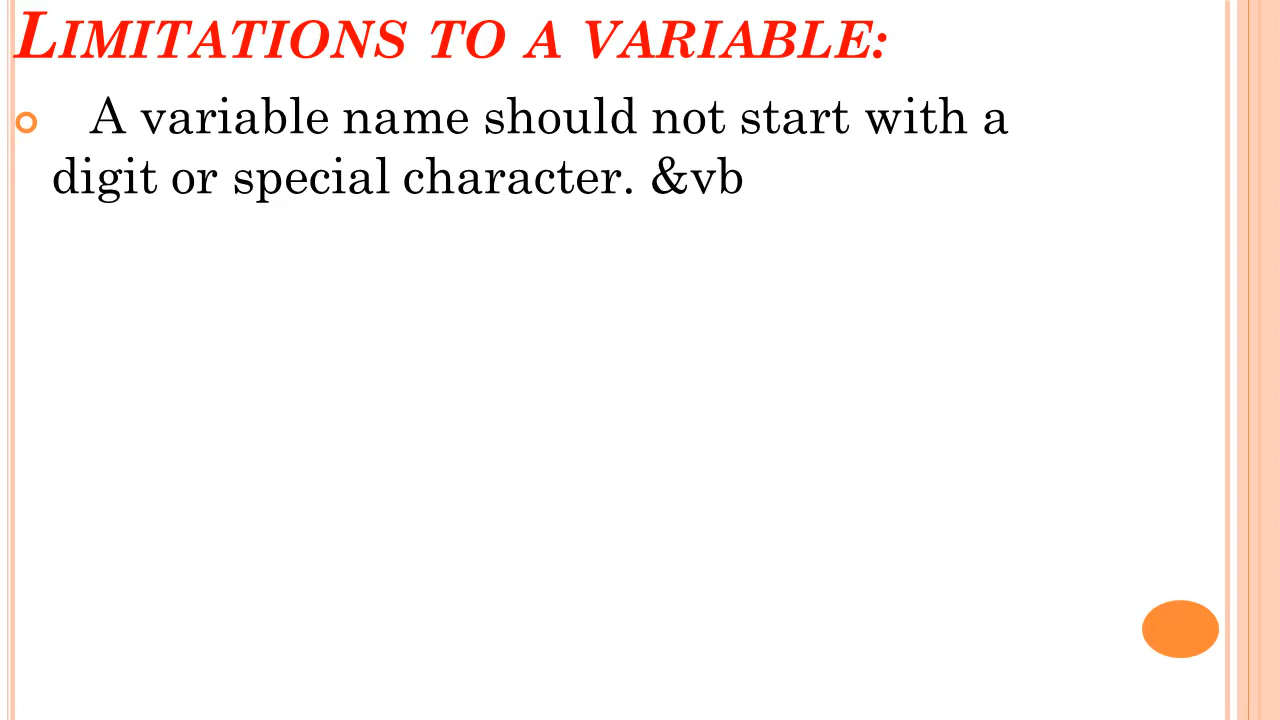 LIMITATIONS TO A VARIABLE:
A variable name should not start with a
digit or special character. &vb